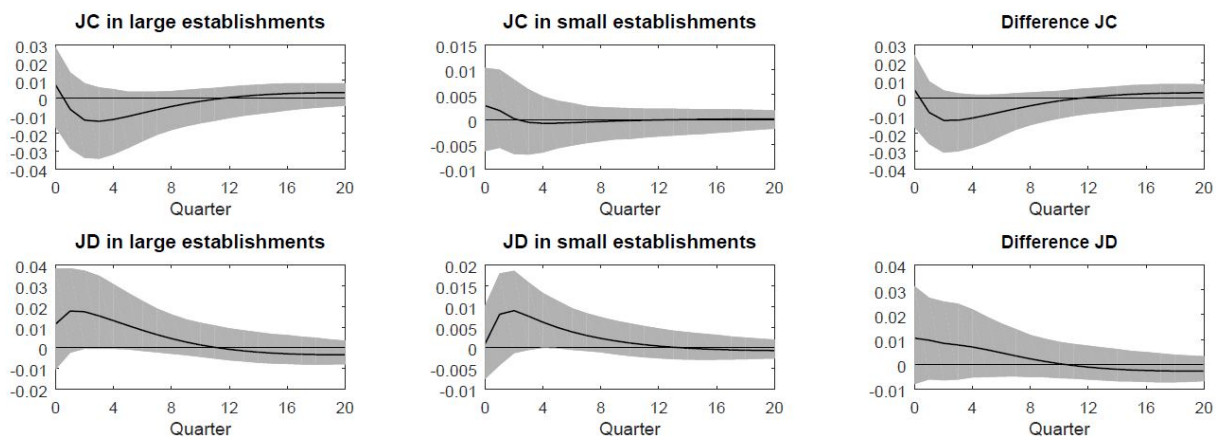 JC in large establishments
0.03
0.02
0.01
0
-0.01
-0.02
-0.03
-0.04
0 4 8 12 16 20
Quarter
JC in small establishments
0.015
0.01
0.005
0
-0.005
-0.01
0 4 8 12 16 20
Quarter
Difference JC
0.03
0.02
0.01
0
-0.01
-0.02
-0.03
-0.04
0 4 8 12 16 20
Quarter
JD in large establishments
0.04
0.03
0.02
0.01
0
-0.01
-0.02
0 4 8 12 16 20
Quarter
JD in small establishments
0.02
0.015
0.01
0.005
0
-0.005
-0.01
0 4 8 12 16 20
Quarter
Difference JD
0.04
0.03
0.02
0.01
0
-0.01
0 4 8 12 16 20
Quarter